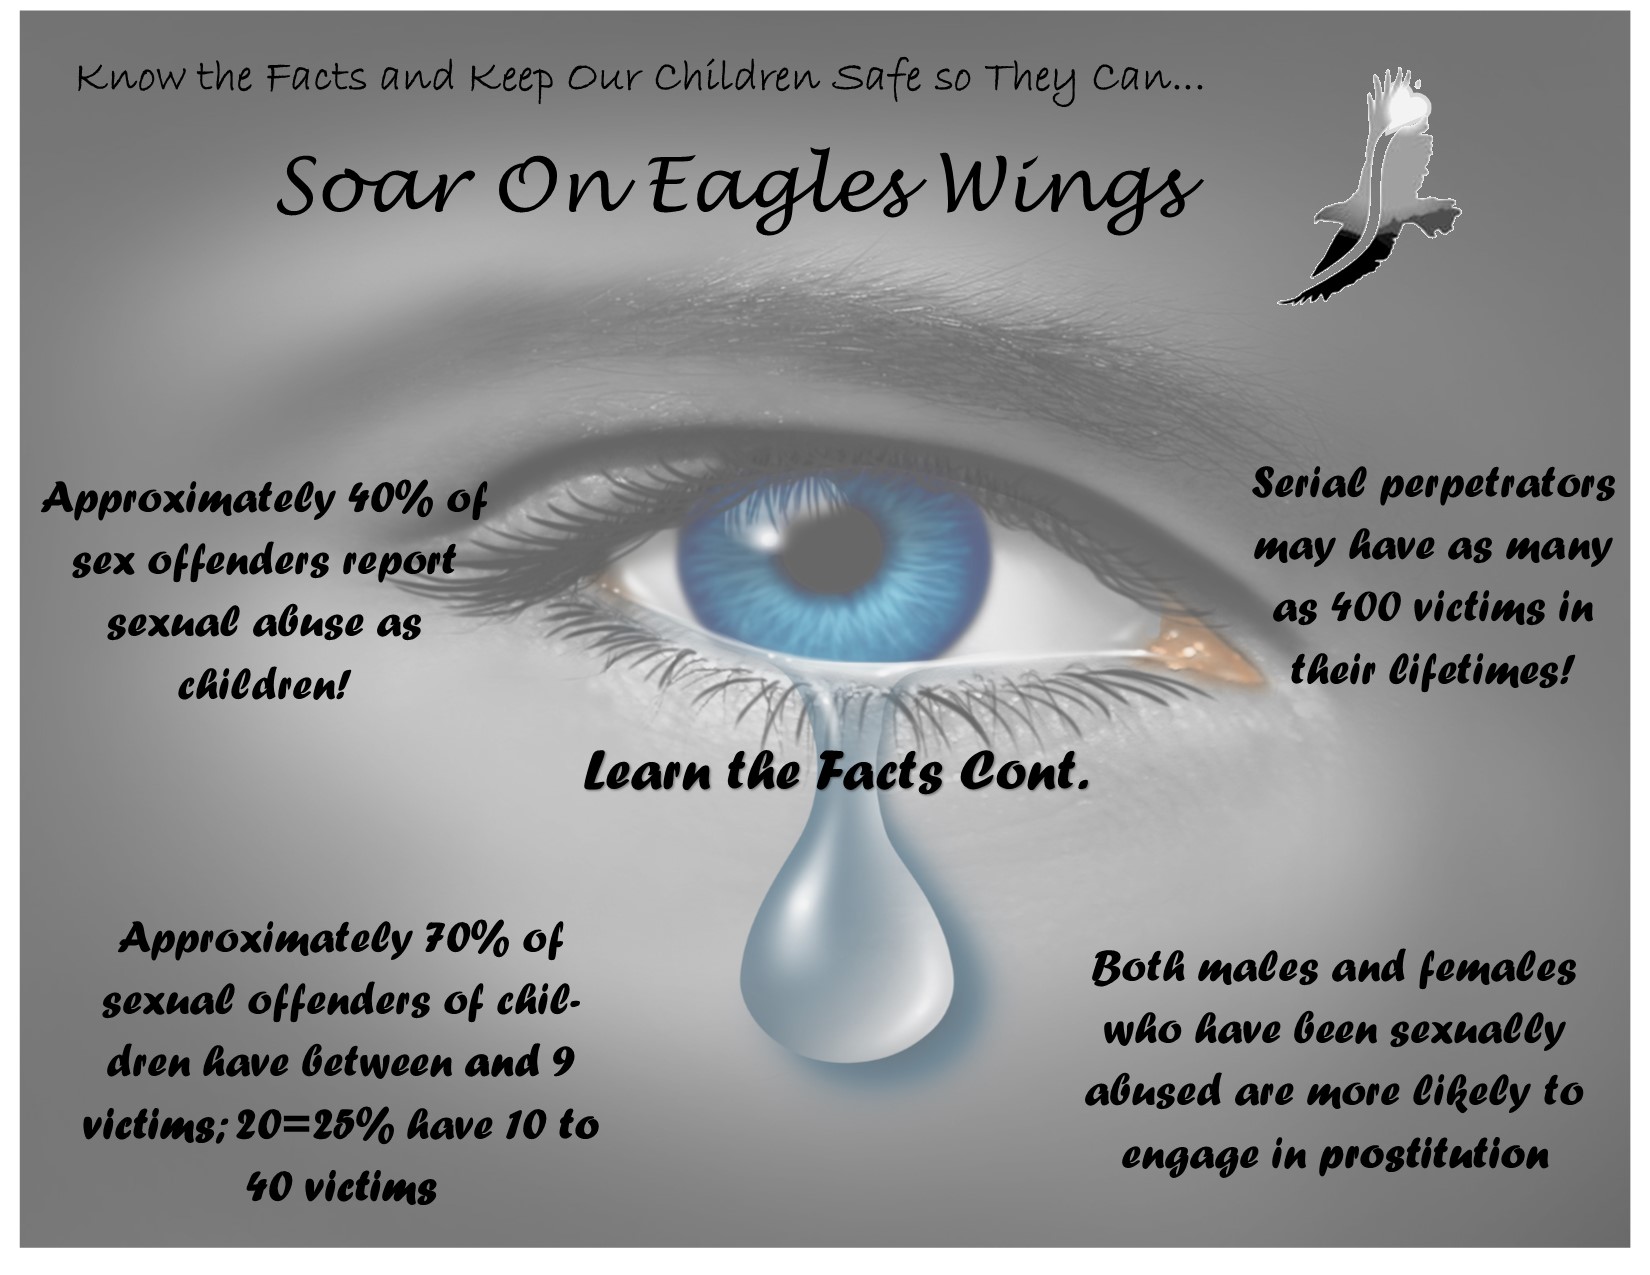 Know the Facts and Keep Our Children Safe so They Can...
Soar On Eagles Wings
Approximately 40% of
sex offenders report
sexual abuse as
children!
Serial perpetrators
may have as many
as 400 victims in
their lifetimes!
Learn the Facts Cont.
Approximately 70% of
sexual offenders of chil-
dren have between and 9
victims; 20=25% have 10 to
40 victims
Both males and females
who have been sexually
abused are more likely to
engage in prostitution